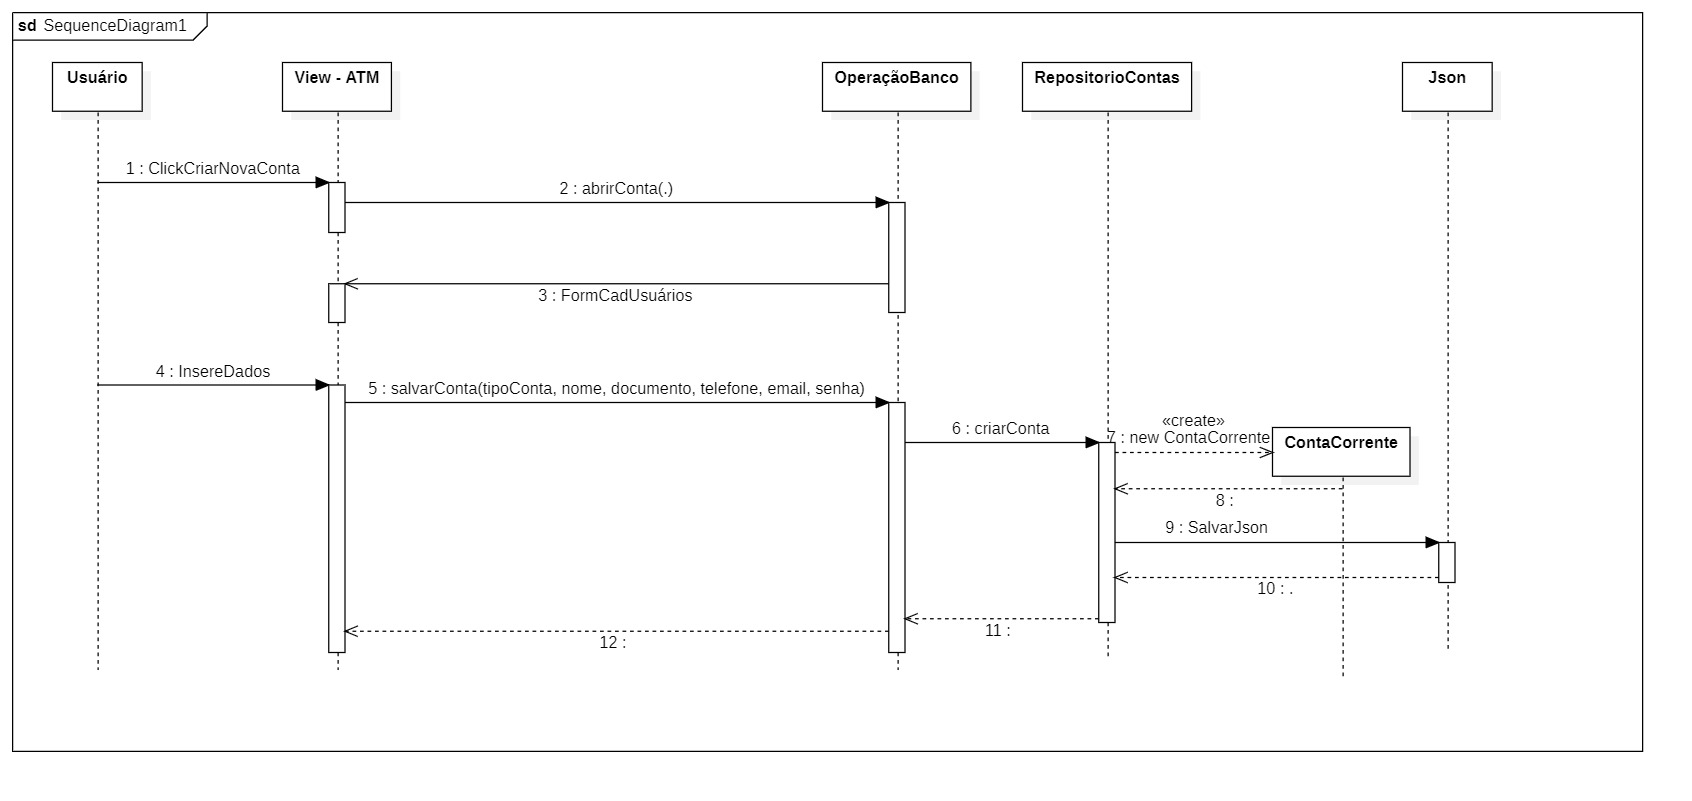 sd SequenceDiagram1
Usuário
View - ATM
OperaçãoBanco
RepositorioContas
Json
1 : ClickCriarNovaConta
2 : abrirConta(.)
3 : FormCadUsuários
4 : InsereDados
5 : salvarConta(tipoConta, nome, documento, telefone, email, senha)
6 : criarConta
«create»
7 : new ContaCorrente
ContaCorrente
8 :
9 : SalvarJson
10 : .
11 :
12 :